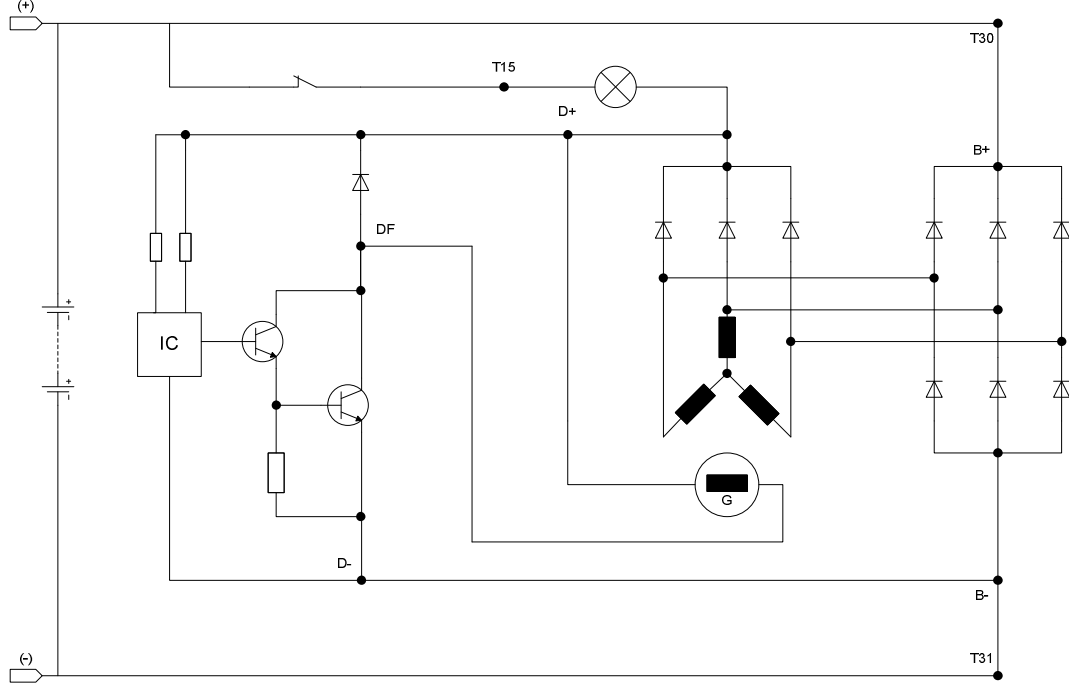 (+)
T30
T15
D+
B+
DF
+
-
IC
+
-
G
D-
B-
(-)
T31